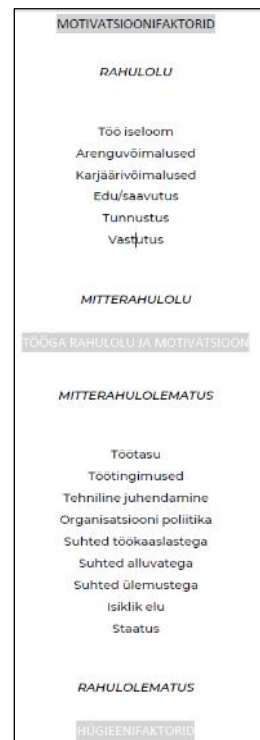 MOTIVATSIOONIFAKTORID
RAHULOLU
Töö iseloom
Arenguvõimalused
Karjäärivõimalused
Edu/saavutus
Tunnustus
Vastutus
MITTERAHULOLU
TÖÖGA RAHULOLU JA MOTIVATSIOON
MITTERAHULOLEMATUS
Töötasu
Töötingimused
Tehniline juhendamine
Organisatsiooni poliitika
Suhted töökaaslastega
Suhted alluvatega
Suhted ülemustega
Isiklik elu
Staatus
RAHULOLEMATUS
HÜGIEENIFAKTORID